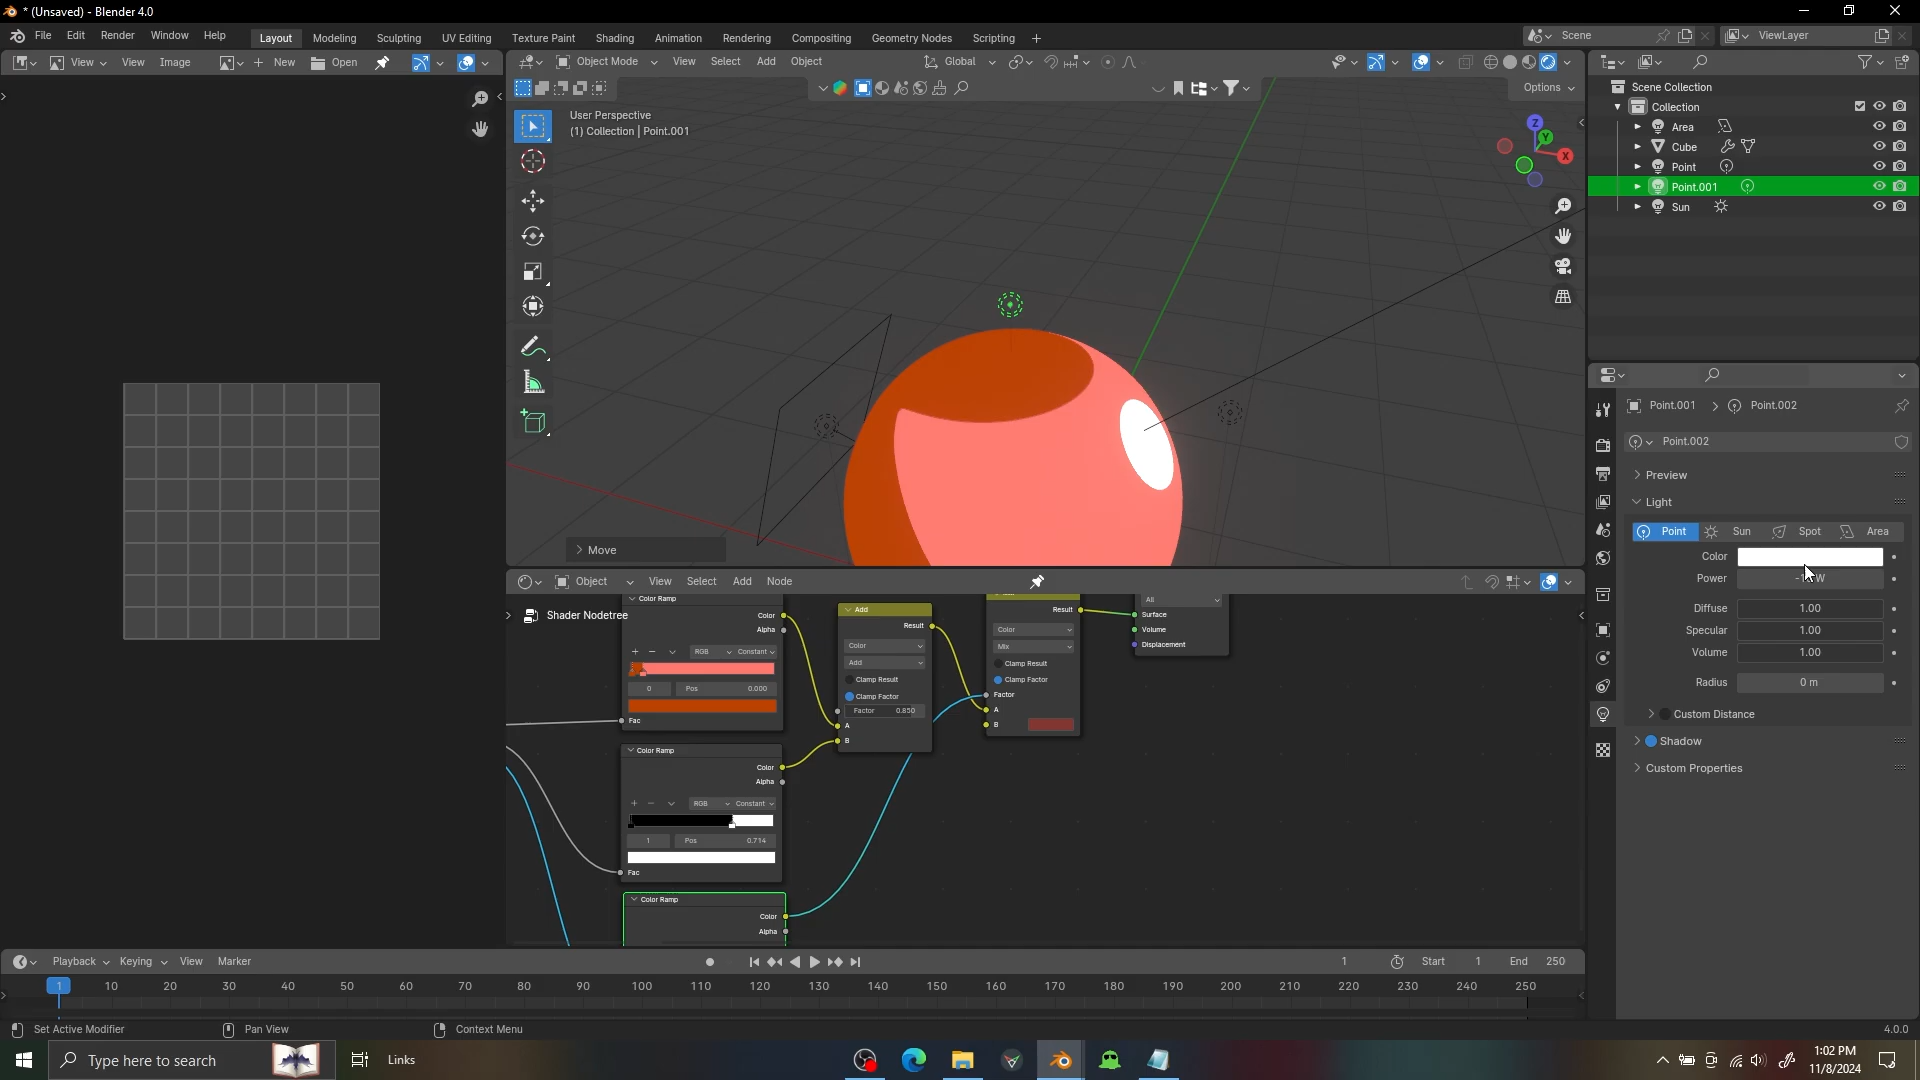 * (Unsaved) - Blender 4.0
File Edit Render Window Help Layout Modeling Sculpting UV Editing Texture Paint Shading Animation Rendering Compositing Geometry Nodes Scripting + Scene ViewLayer
View View Image New Open
Object Mode View Select Add Object Global
Options
User Perspective
(1) Collection | Point.001
Z
Y
X
Move
Scene Collection
Collection
Area
Cube
Point
Point.001
Sun
Point.001 > Point.002
Point.002
Preview
Light
Point Sun Spot Area
Color
Power
Diffuse 1.00
Specular 1.00
Volume 1.00
Radius 0 m
Custom Distance
Shadow
Custom Properties
Object View Select Add Node
Shader Nodetree
Color Ramp
Color
Alpha
RGB Constant
0 Pos 0.000
Fac
Color Ramp
Color
Alpha
RGB Constant
1 Pos 0.714
Fac
Color Ramp
Color
Alpha
Add
Result
Color
Add
Clamp Result
Clamp Factor
Factor 0.850
A
B
Result
Color
Mix
Clamp Result
Clamp Factor
Factor
A
B
All
Surface
Volume
Displacement
Playback Keying View Marker 1 Start 1 End 250
1 10 20 30 40 50 60 70 80 90 100 110 120 130 140 150 160 170 180 190 200 210 220 230 240 250
Set Active Modifier Pan View Context Menu 4.0.0
Type here to search Links 1:02 PM
11/8/2024